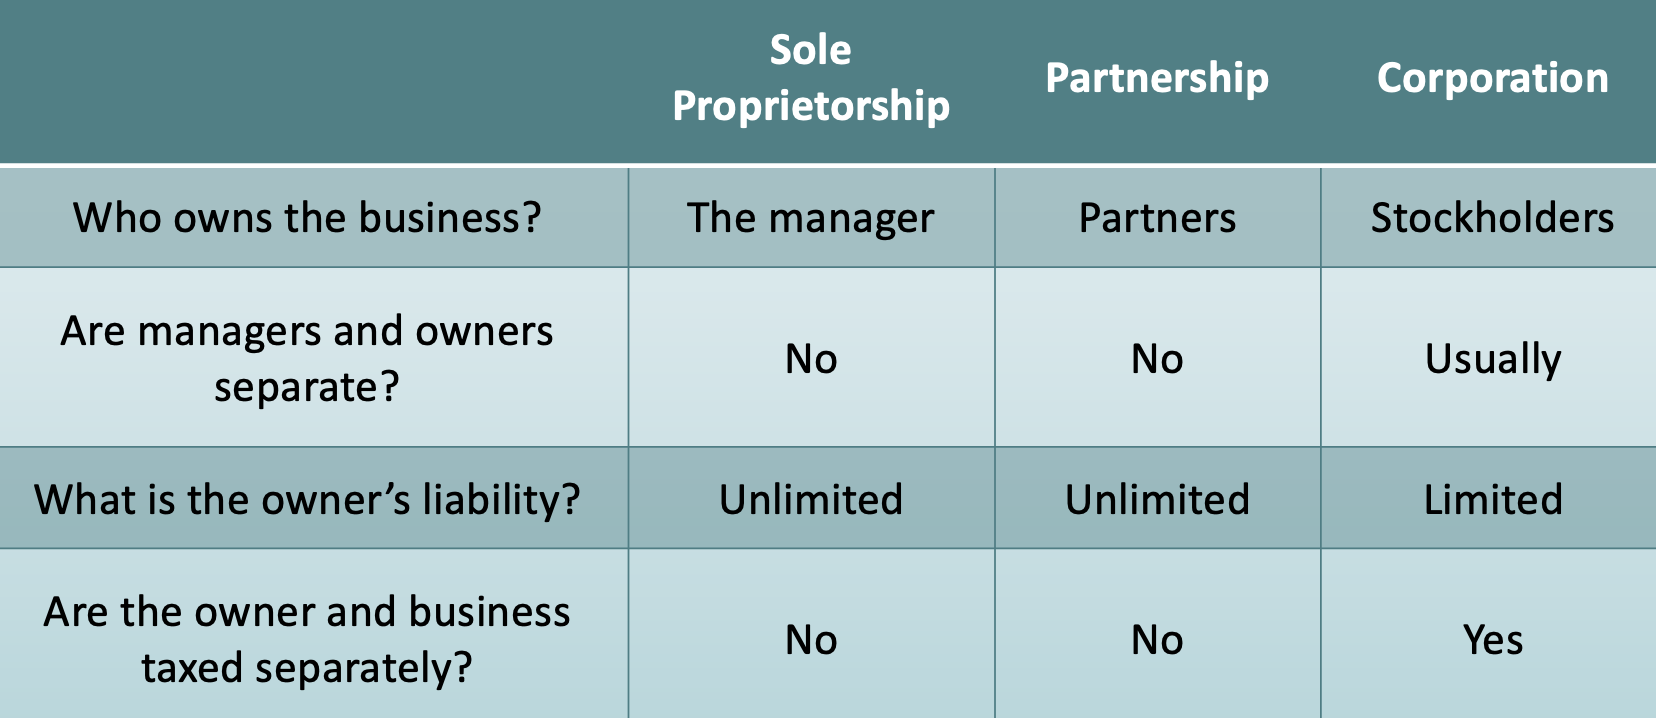 Sole
Proprietorship
Partnership
Corporation
Who owns the business?
The manager
Partners
Stockholders
Are managers and owners
separate?
No
No
Usually
What is the owner’s liability?
Unlimited
Unlimited
Limited
Are the owner and business
taxed separately?
No
No
Yes